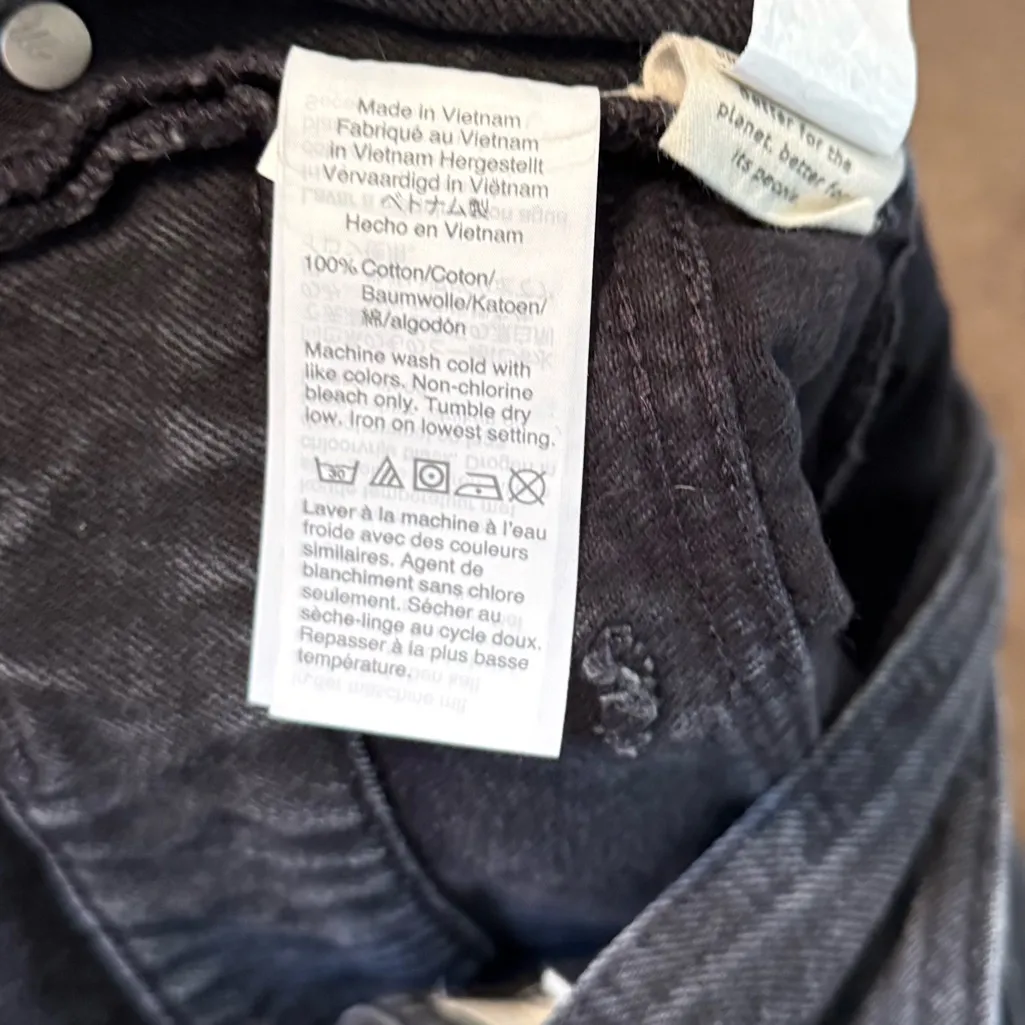 Made in Vietnam
Fabriqué au Vietnam
in Vietnam Hergestellt
Vervaardigd in Viëtnam
ベトナム製
Hecho en Vietnam
100% Cotton/Coton/
Baumwolle/Katoen/
綿/algodón
Machine wash cold with
like colors. Non-chlorine
bleach only. Tumble dry
low. Iron on lowest setting.
30
Laver à la machine à l'eau
froide avec des couleurs
similaires. Agent de
blanchiment sans chlore
seulement. Sécher au
sèche-linge au cycle doux.
Repasser à la plus basse
température.
better for the
planet, better for
its people